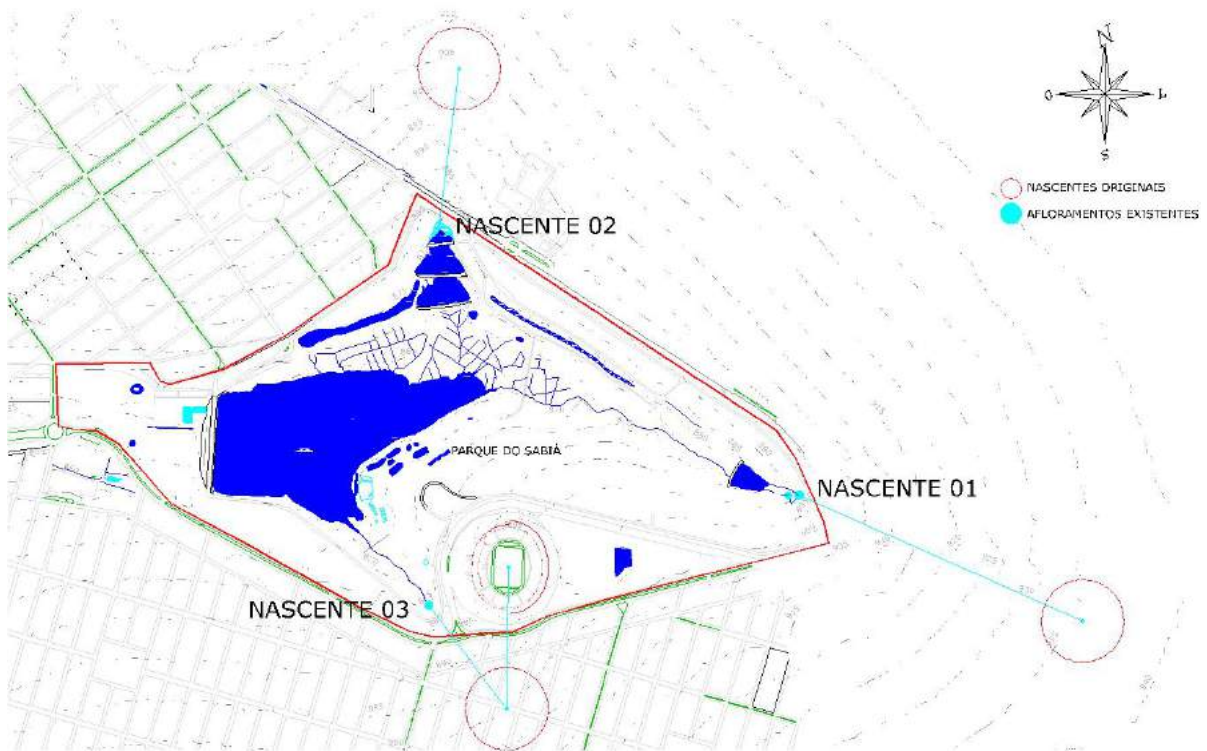 N
O
L
S
NASCENTES ORIGINAIS
AFLORAMENTOS EXISTENTES
NASCENTE 02
PARQUE DO SABIÁ
NASCENTE 01
NASCENTE 03